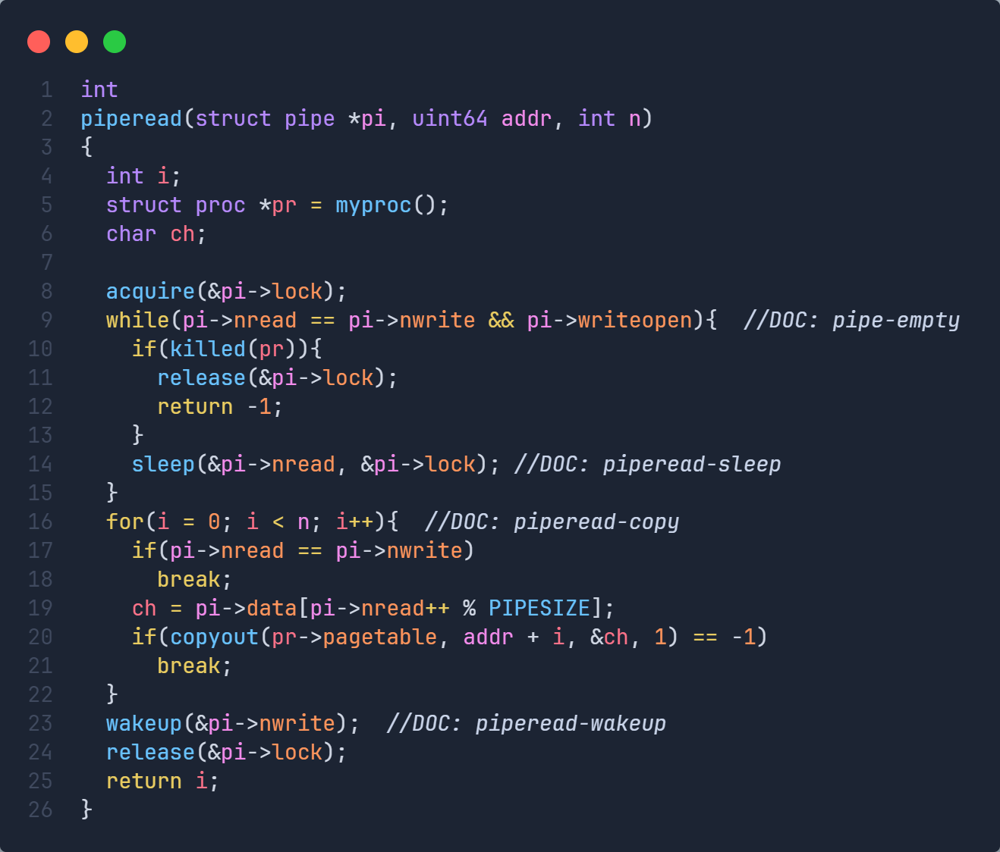 1 int
2 piperead(struct pipe *pi, uint64 addr, int n)
3 {
4   int i;
5   struct proc *pr = myproc();
6   char ch;
7
8   acquire(&pi->lock);
9   while(pi->nread == pi->nwrite && pi->writeopen){  //DOC: pipe-empty
10     if(killed(pr)){
11       release(&pi->lock);
12       return -1;
13     }
14     sleep(&pi->nread, &pi->lock); //DOC: piperead-sleep
15   }
16   for(i = 0; i < n; i++){  //DOC: piperead-copy
17     if(pi->nread == pi->nwrite)
18       break;
19     ch = pi->data[pi->nread++ % PIPESIZE];
20     if(copyout(pr->pagetable, addr + i, &ch, 1) == -1)
21       break;
22   }
23   wakeup(&pi->nwrite);  //DOC: piperead-wakeup
24   release(&pi->lock);
25   return i;
26 }